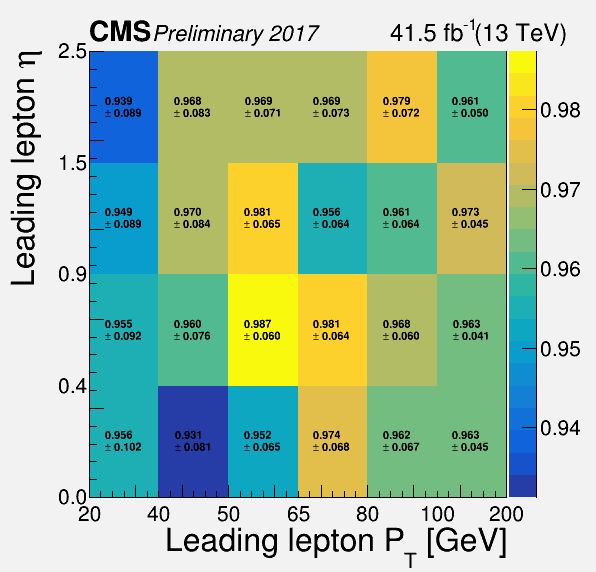 CMS Preliminary 2017 41.5 fb⁻¹(13 TeV)
Leading lepton η
2.5
0.939 0.968 0.969 0.969 0.979 0.961
± 0.089 ± 0.083 ± 0.071 ± 0.073 ± 0.072 ± 0.050
0.98
1.5
0.97
0.949 0.970 0.981 0.956 0.961 0.973
± 0.089 ± 0.084 ± 0.065 ± 0.064 ± 0.064 ± 0.045
0.9
0.96
0.955 0.960 0.987 0.981 0.968 0.963
± 0.092 ± 0.076 ± 0.060 ± 0.064 ± 0.060 ± 0.041
0.95
0.4
0.94
0.956 0.931 0.952 0.974 0.962 0.963
± 0.102 ± 0.081 ± 0.065 ± 0.068 ± 0.067 ± 0.045
0.0
20 40 50 65 80 100 200
Leading lepton P_T [GeV]